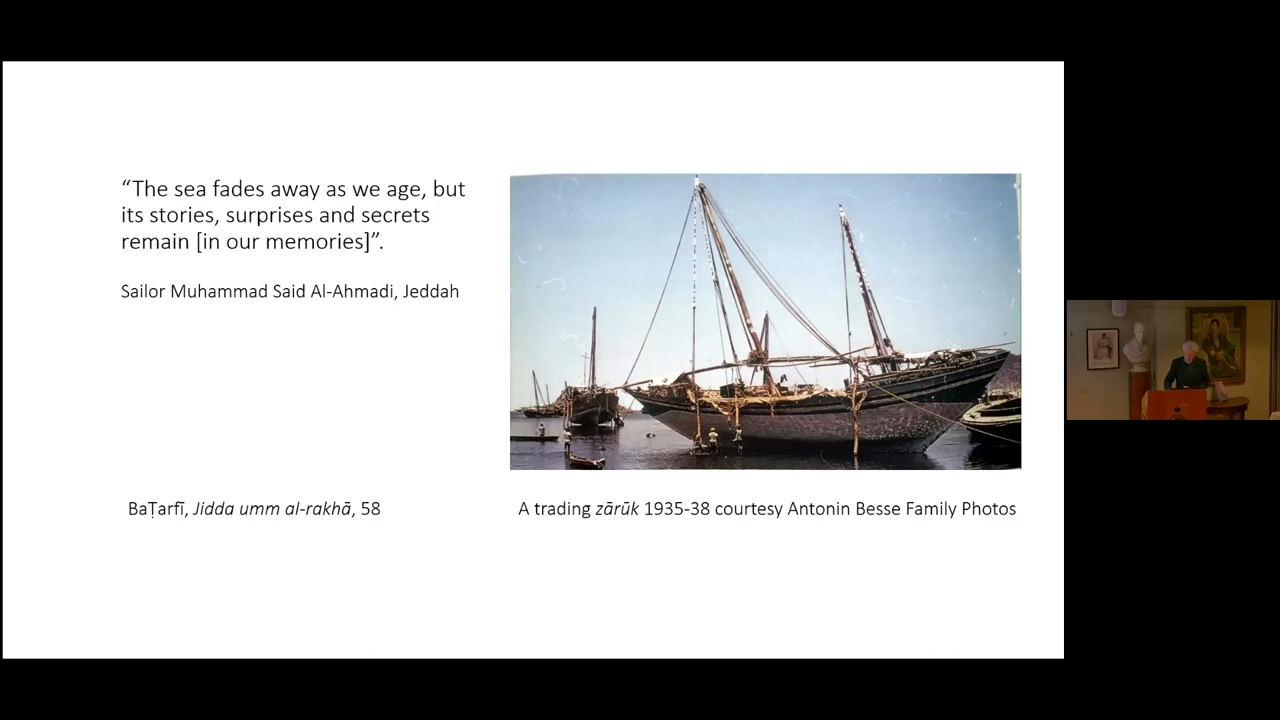 “The sea fades away as we age, but
its stories, surprises and secrets
remain [in our memories]”.
Sailor Muhammad Said Al-Ahmadi, Jeddah
BaṬarfī, Jidda umm al-rakhā, 58
A trading zārūk 1935-38 courtesy Antonin Besse Family Photos